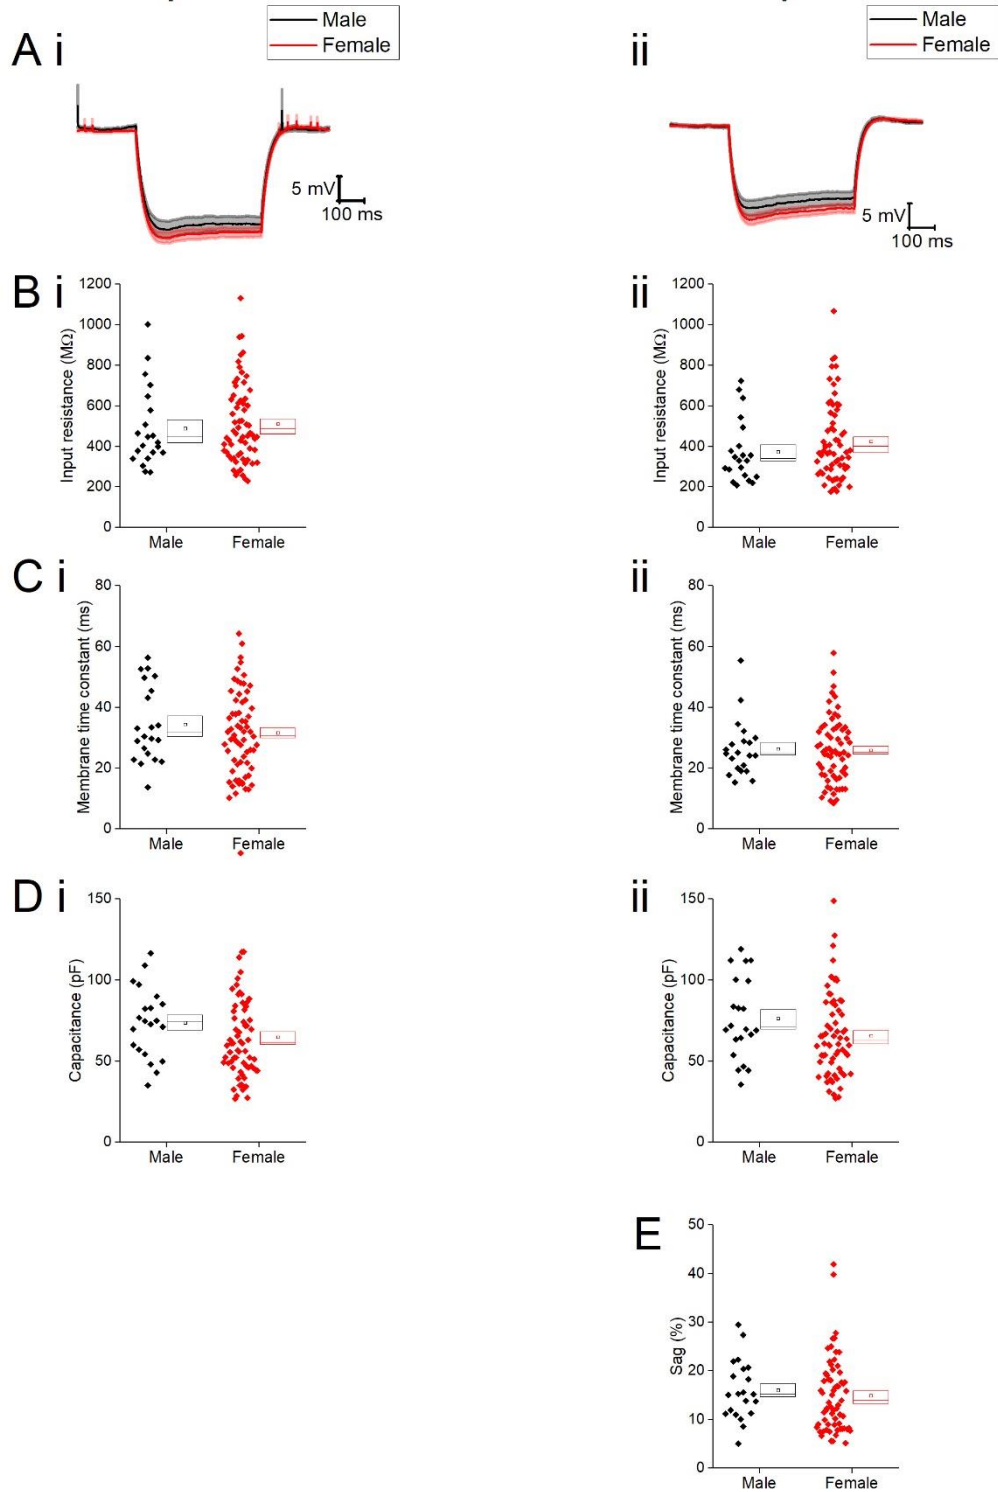 Male
Female
Male
Female
A i
ii
5 mV
100 ms
5 mV
100 ms
B i
ii
Input resistance (MΩ)
1200
1000
800
600
400
200
0
Male
Female
Input resistance (MΩ)
1200
1000
800
600
400
200
0
Male
Female
C i
ii
Membrane time constant (ms)
80
60
40
20
0
Male
Female
Membrane time constant (ms)
80
60
40
20
0
Male
Female
D i
ii
Capacitance (pF)
150
100
50
0
Male
Female
Capacitance (pF)
150
100
50
0
Male
Female
E
Sag (%)
50
40
30
20
10
0
Male
Female